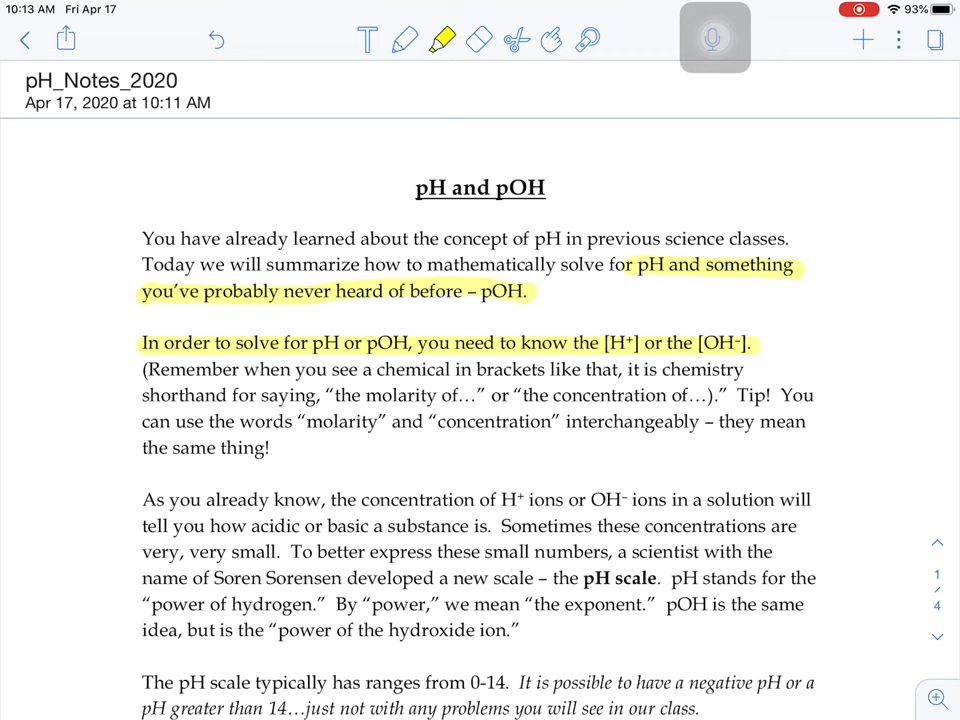 10:13 AM Fri Apr 17
93%
T
pH_Notes_2020
Apr 17, 2020 at 10:11 AM
pH and pOH
You have already learned about the concept of pH in previous science classes.
Today we will summarize how to mathematically solve for pH and something
you’ve probably never heard of before – pOH.
In order to solve for pH or pOH, you need to know the [H⁺] or the [OH⁻].
(Remember when you see a chemical in brackets like that, it is chemistry
shorthand for saying, “the molarity of…” or “the concentration of…).” Tip! You
can use the words “molarity” and “concentration” interchangeably – they mean
the same thing!
As you already know, the concentration of H⁺ ions or OH⁻ ions in a solution will
tell you how acidic or basic a substance is. Sometimes these concentrations are
very, very small. To better express these small numbers, a scientist with the
name of Soren Sorensen developed a new scale – the pH scale. pH stands for the
“power of hydrogen.” By “power,” we mean “the exponent.” pOH is the same
idea, but is the “power of the hydroxide ion.”
The pH scale typically has ranges from 0-14. It is possible to have a negative pH or a
pH greater than 14…just not with any problems you will see in our class.
1
/
4